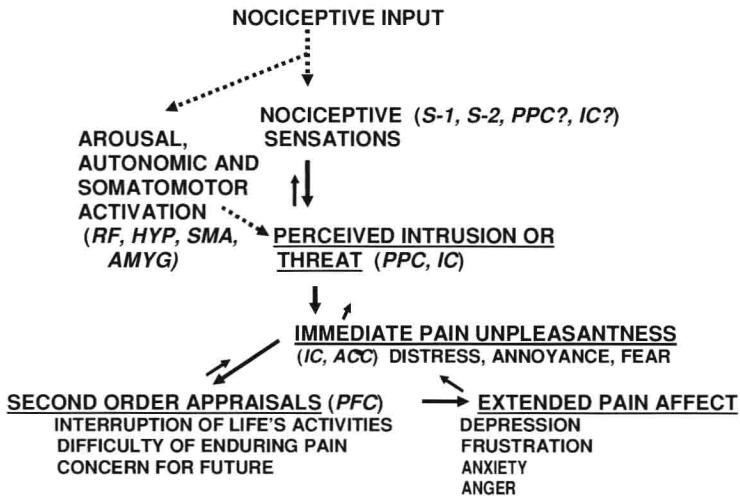 NOCICEPTIVE INPUT
NOCICEPTIVE (S-1, S-2, PPC?, IC?)
SENSATIONS
AROUSAL,
AUTONOMIC AND
SOMATOMOTOR
ACTIVATION
(RF, HYP, SMA,
AMYG)
PERCEIVED INTRUSION OR
THREAT (PPC, IC)
IMMEDIATE PAIN UNPLEASANTNESS
(IC, ACC) DISTRESS, ANNOYANCE, FEAR
SECOND ORDER APPRAISALS (PFC)
INTERRUPTION OF LIFE'S ACTIVITIES
DIFFICULTY OF ENDURING PAIN
CONCERN FOR FUTURE
EXTENDED PAIN AFFECT
DEPRESSION
FRUSTRATION
ANXIETY
ANGER